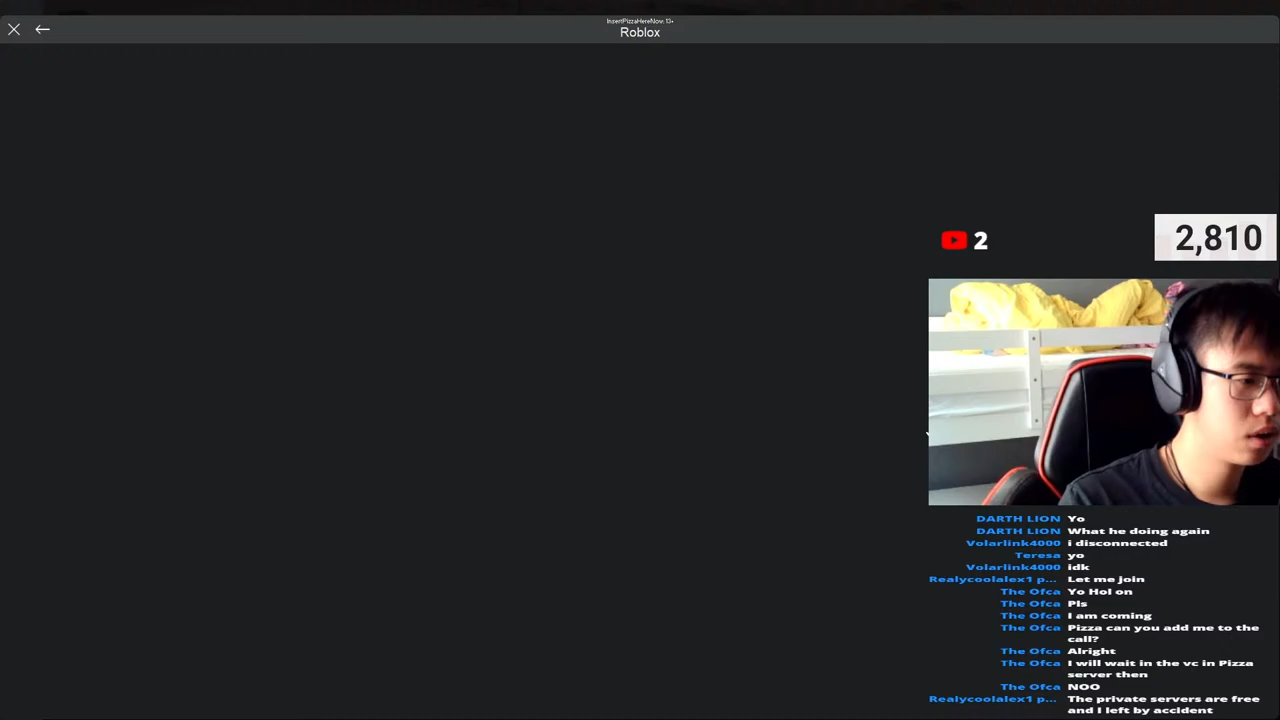 InsertPizzaHereNow: 13+
Roblox
2
2,810
DARTH LION Yo
DARTH LION What he doing again
Volarlink4000 i disconnected
Teresa yo
Volarlink4000 idk
Realycoolalex1 p... Let me join
The Ofca Yo Hol on
The Ofca Pls
The Ofca I am coming
The Ofca Pizza can you add me to the
call?
The Ofca Alright
The Ofca I will wait in the vc in Pizza
server then
The Ofca NOO
Realycoolalex1 p... The private servers are free
and I left by accident